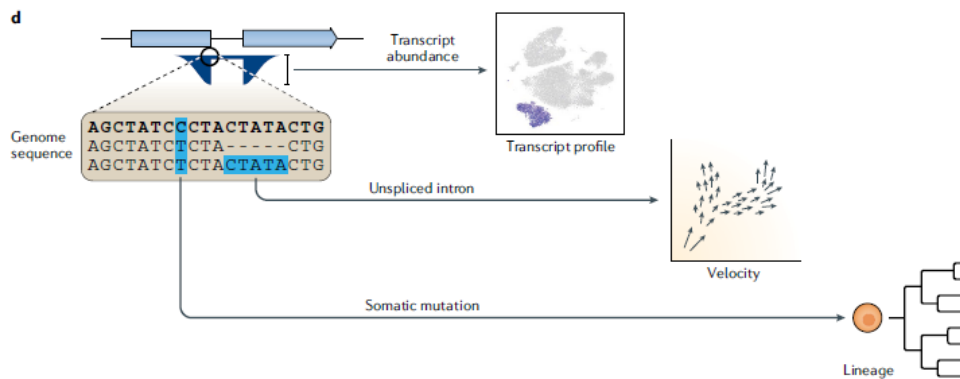 d
Transcript
abundance
Transcript profile
Genome
sequence
AGCTATCCCTACTATACTG
AGCTATCTCTA-----CTG
AGCTATCTCTACTATACTG
Unspliced intron
Velocity
Somatic mutation
Lineage